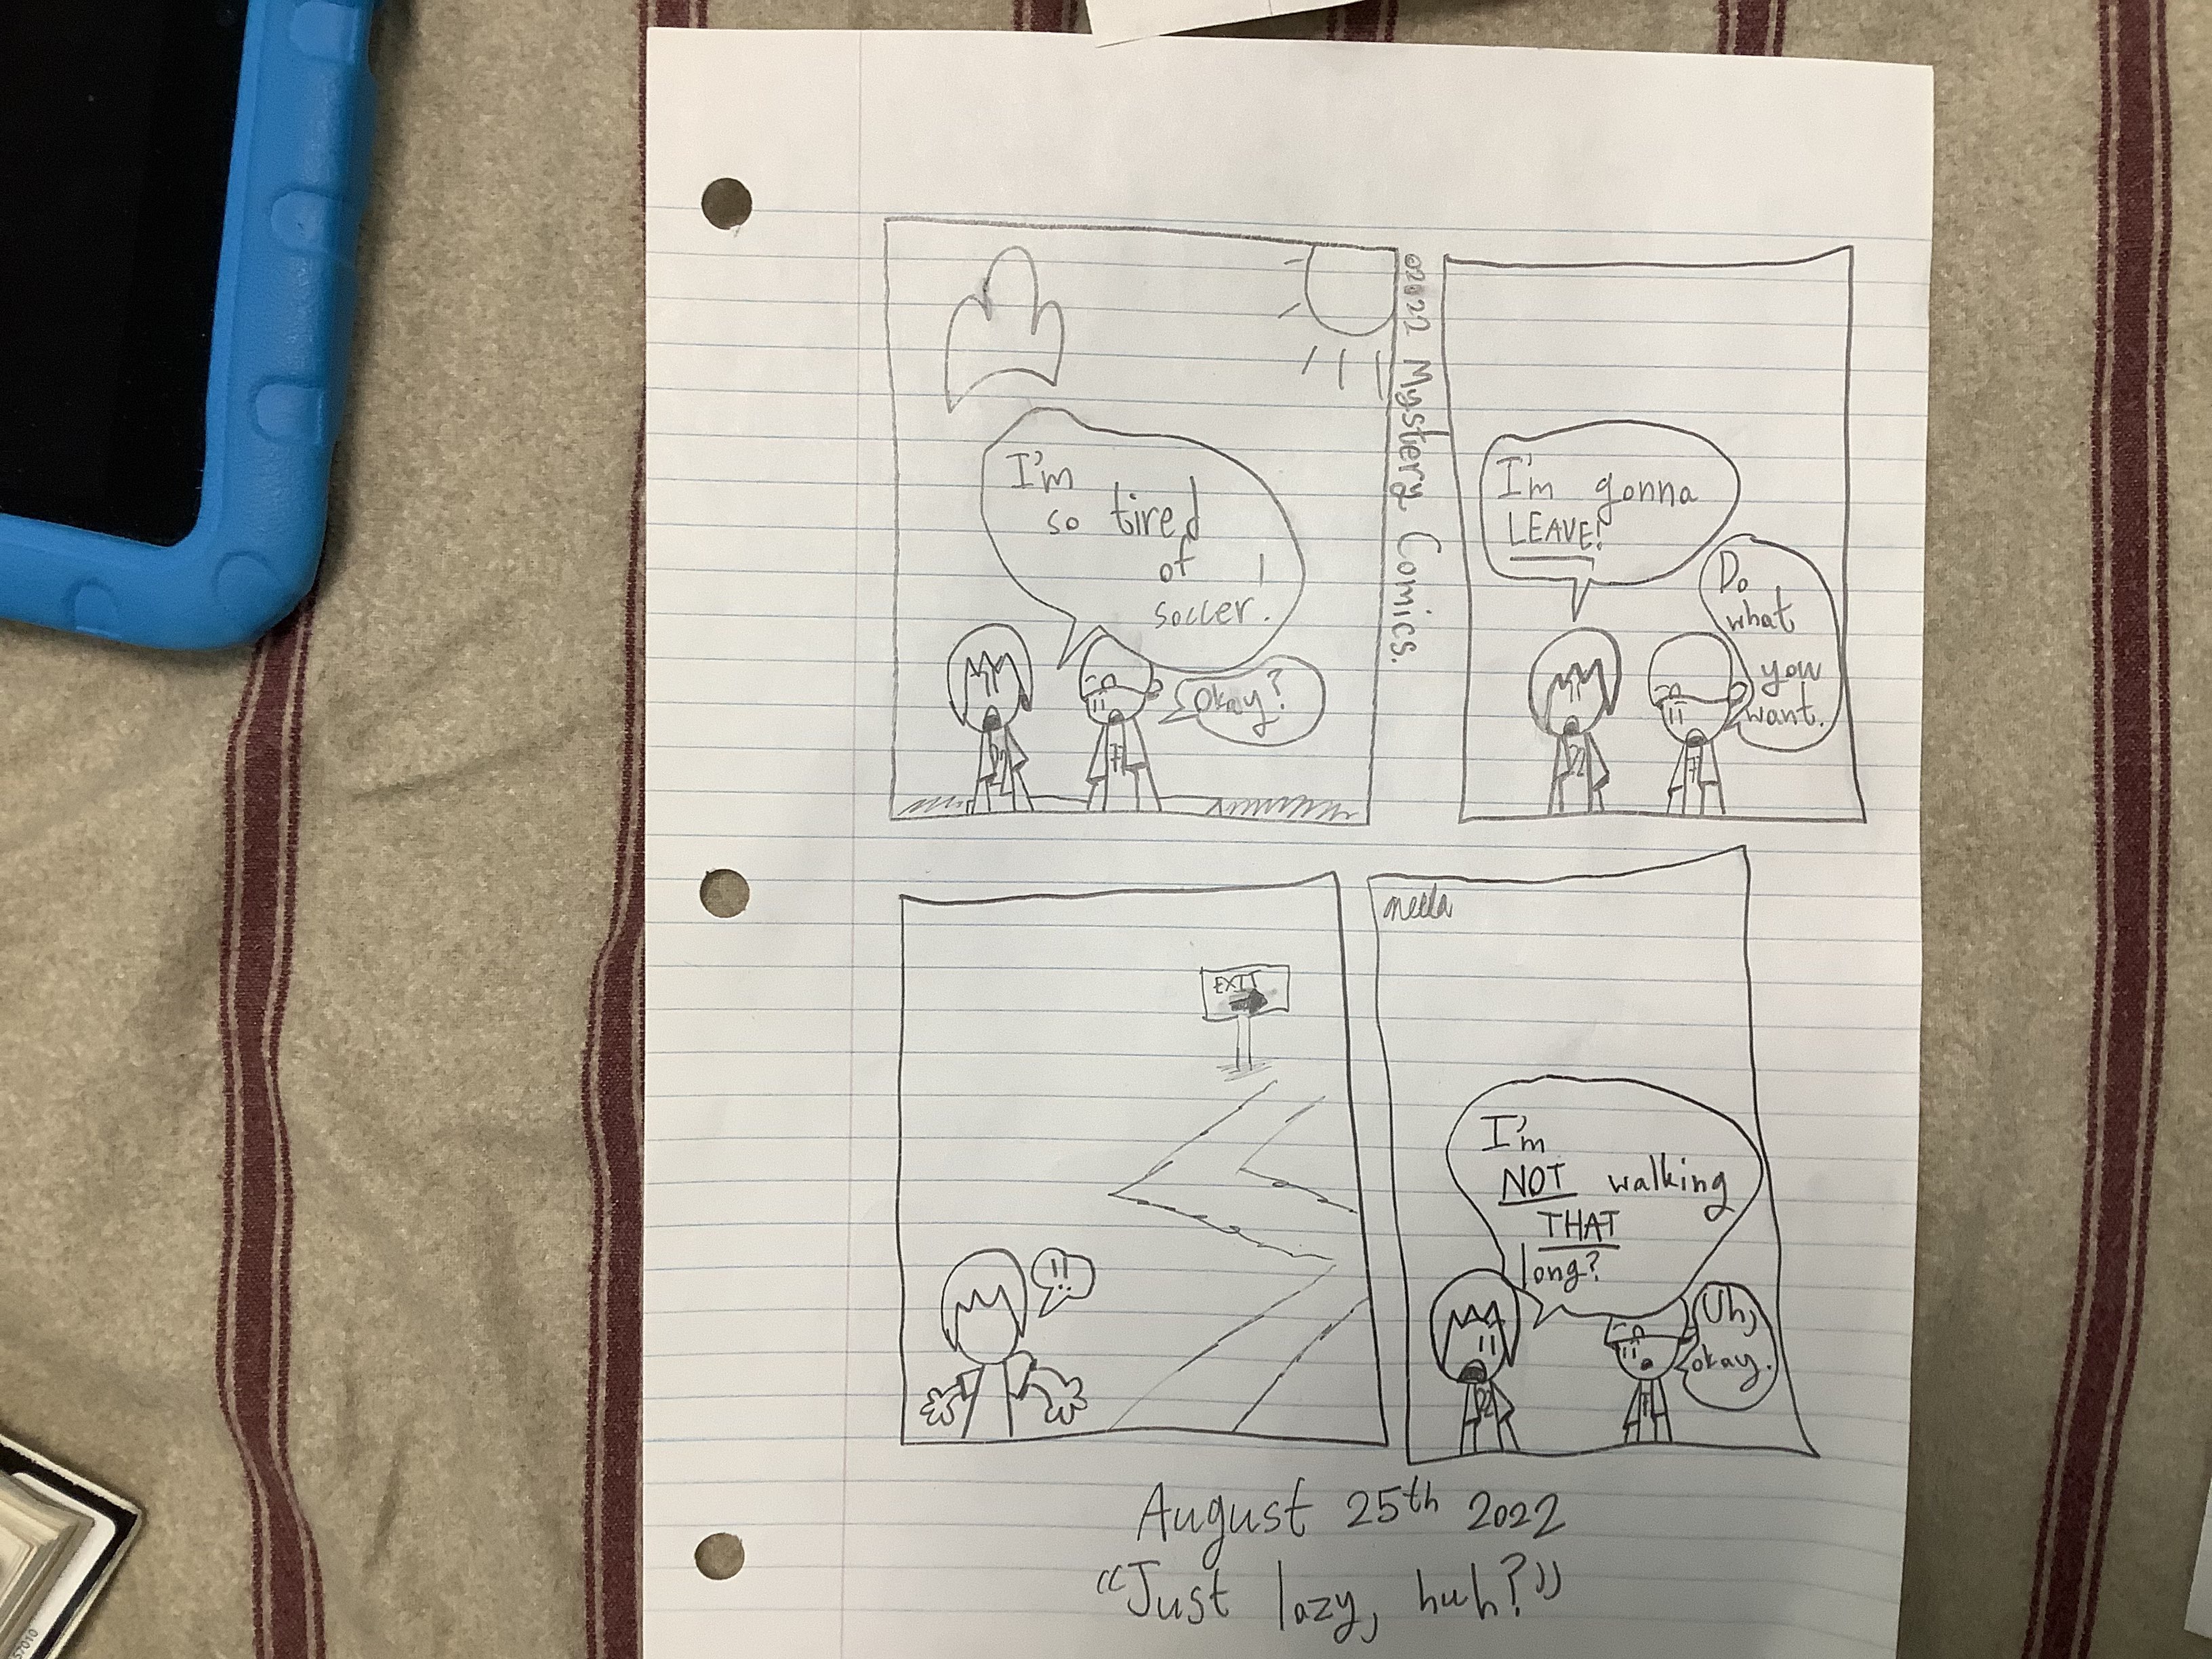 I'm
so tired
of
soccer.
Okay?
©2022 Mystery Comics.
I'm gonna
LEAVE!
Do
what
you
want.
EXIT
!!
I'm
NOT walking
THAT
long?
Uh,
okay.
August 25th 2022
“Just lazy, huh?”